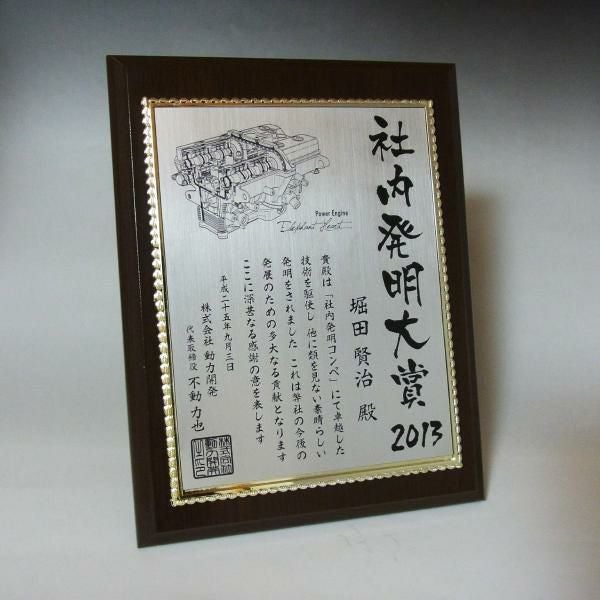 社内発明大賞
2013
Power Engine
Elephant Heart
堀田 賢治 殿
貴殿は「社内発明コンペ」にて卓越した
技術を駆使し 他に類を見ない素晴らしい
発明をされました これは弊社の今後の
発展のための多大なる貢献となります
ここに深甚なる感謝の意を表します
平成二十五年九月三日
株式会社 動力開発
代表取締役 不動 力也